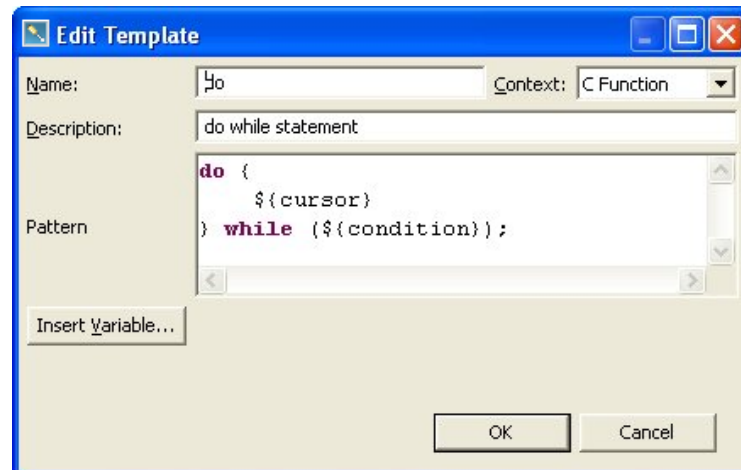 Edit Template
Name:
do
Context:
C Function
Description:
do while statement
Pattern
do {
    ${cursor}
} while (${condition});
Insert Variable...
OK
Cancel